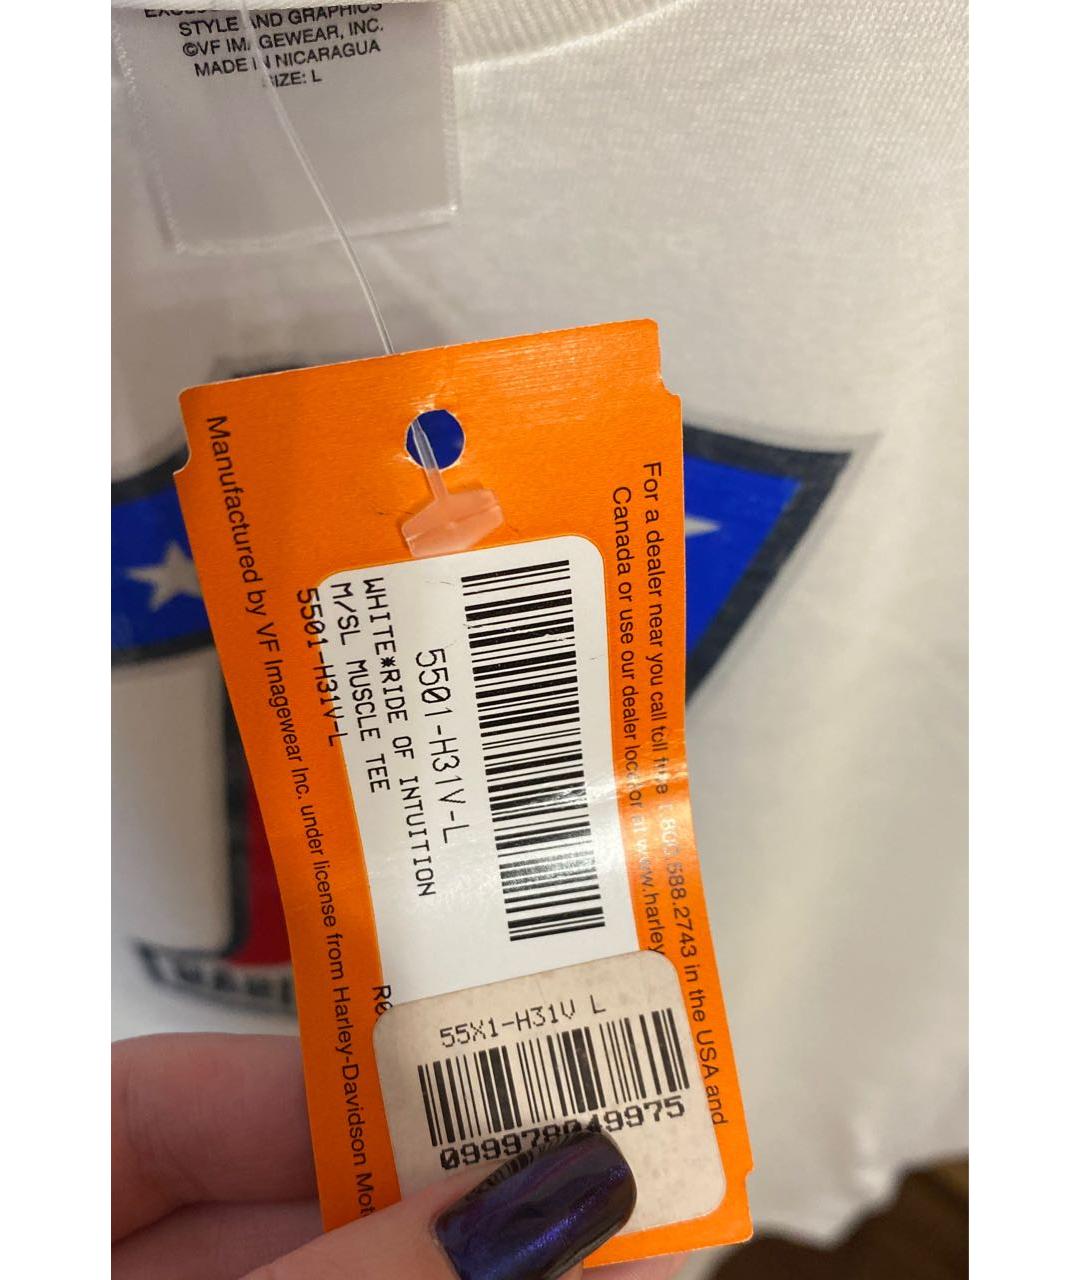 STYLE AND GRAPHICS
©VF IMAGEWEAR, INC.
MADE IN NICARAGUA
SIZE: L
For a dealer near you call toll free 1.800.588.2743 in the USA and
Canada or use our dealer locator at www.harley
5501-H31V-L
WHITE*RIDE OF INTUITION
M/SL MUSCLE TEE
5501-H31V-L
Manufactured by VF Imagewear Inc. under license from Harley-Davidson Mot
55X1-H31V L